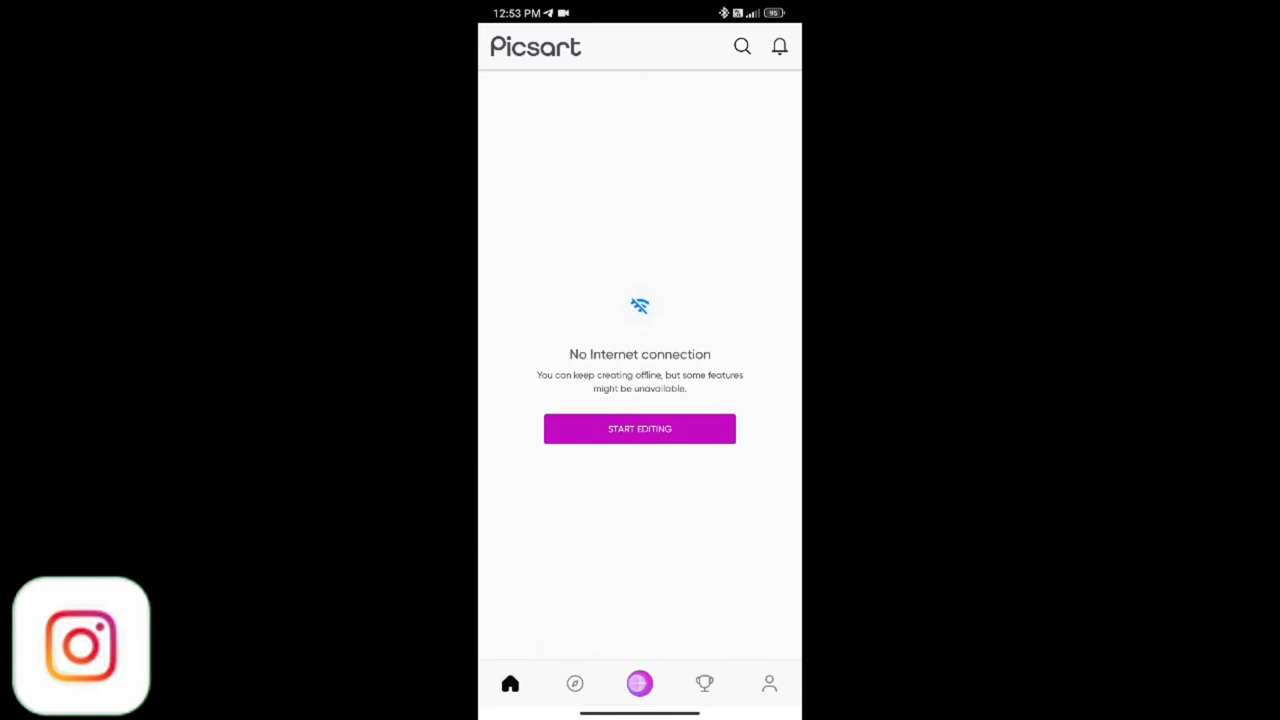 12:53 PM
95
Picsart
No Internet connection
You can keep creating offline, but some features
might be unavailable.
START EDITING